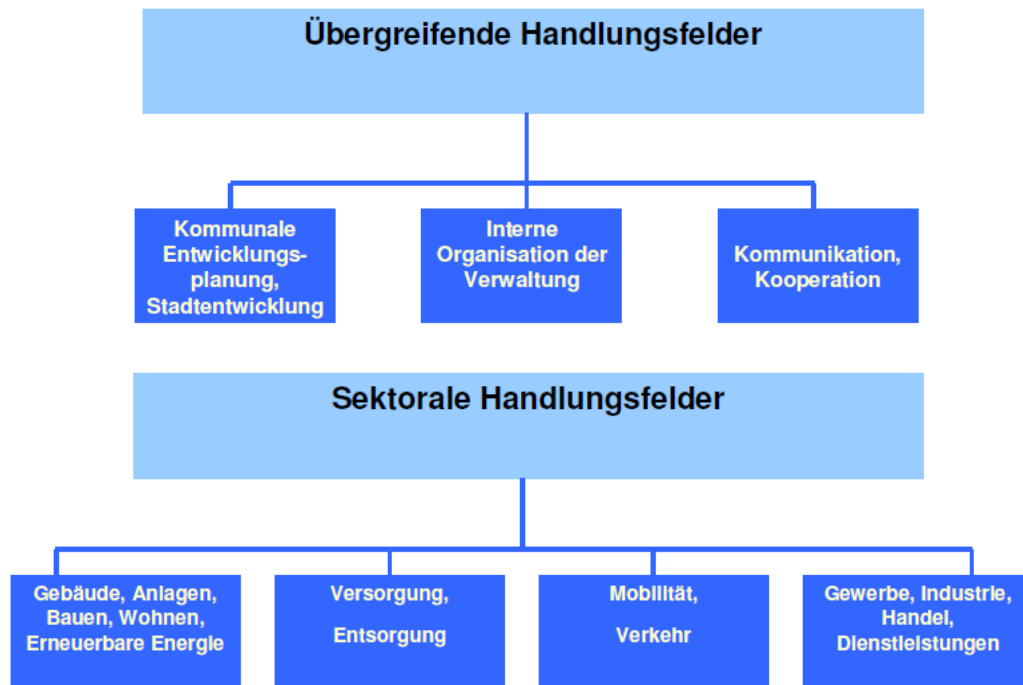 Übergreifende Handlungsfelder
Kommunale
Entwicklungs-
planung,
Stadtentwicklung
Interne
Organisation der
Verwaltung
Kommunikation,
Kooperation
Sektorale Handlungsfelder
Gebäude, Anlagen,
Bauen, Wohnen,
Erneuerbare Energie
Versorgung,
Entsorgung
Mobilität,
Verkehr
Gewerbe, Industrie,
Handel,
Dienstleistungen